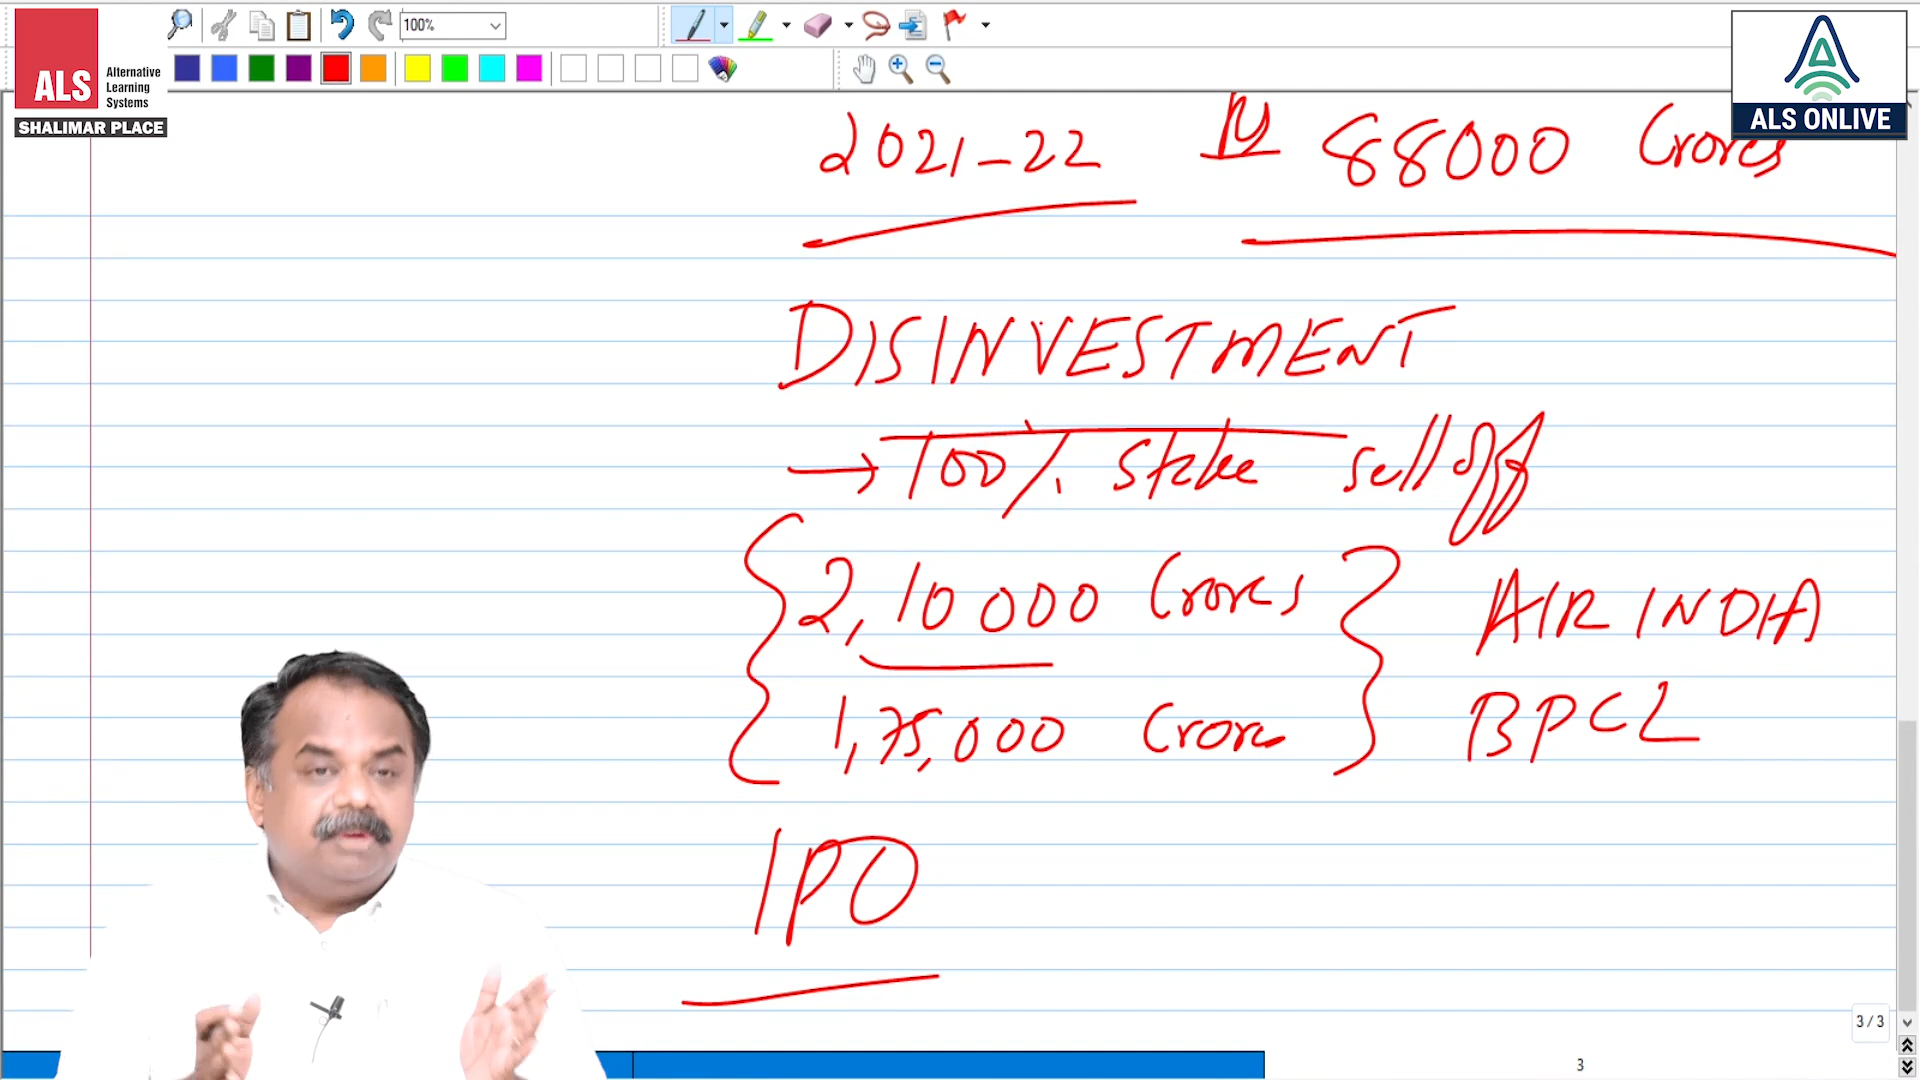 100%
ALS
Alternative
Learning
Systems
SHALIMAR PLACE
ALS ONLIVE
2021-22 88000 Crores
DISINVESTMENT
→ 100% stake sell off
2,10000 Crores
AIR INDIA
1,75,000 Crores
BPCL
IPO
3/3
3